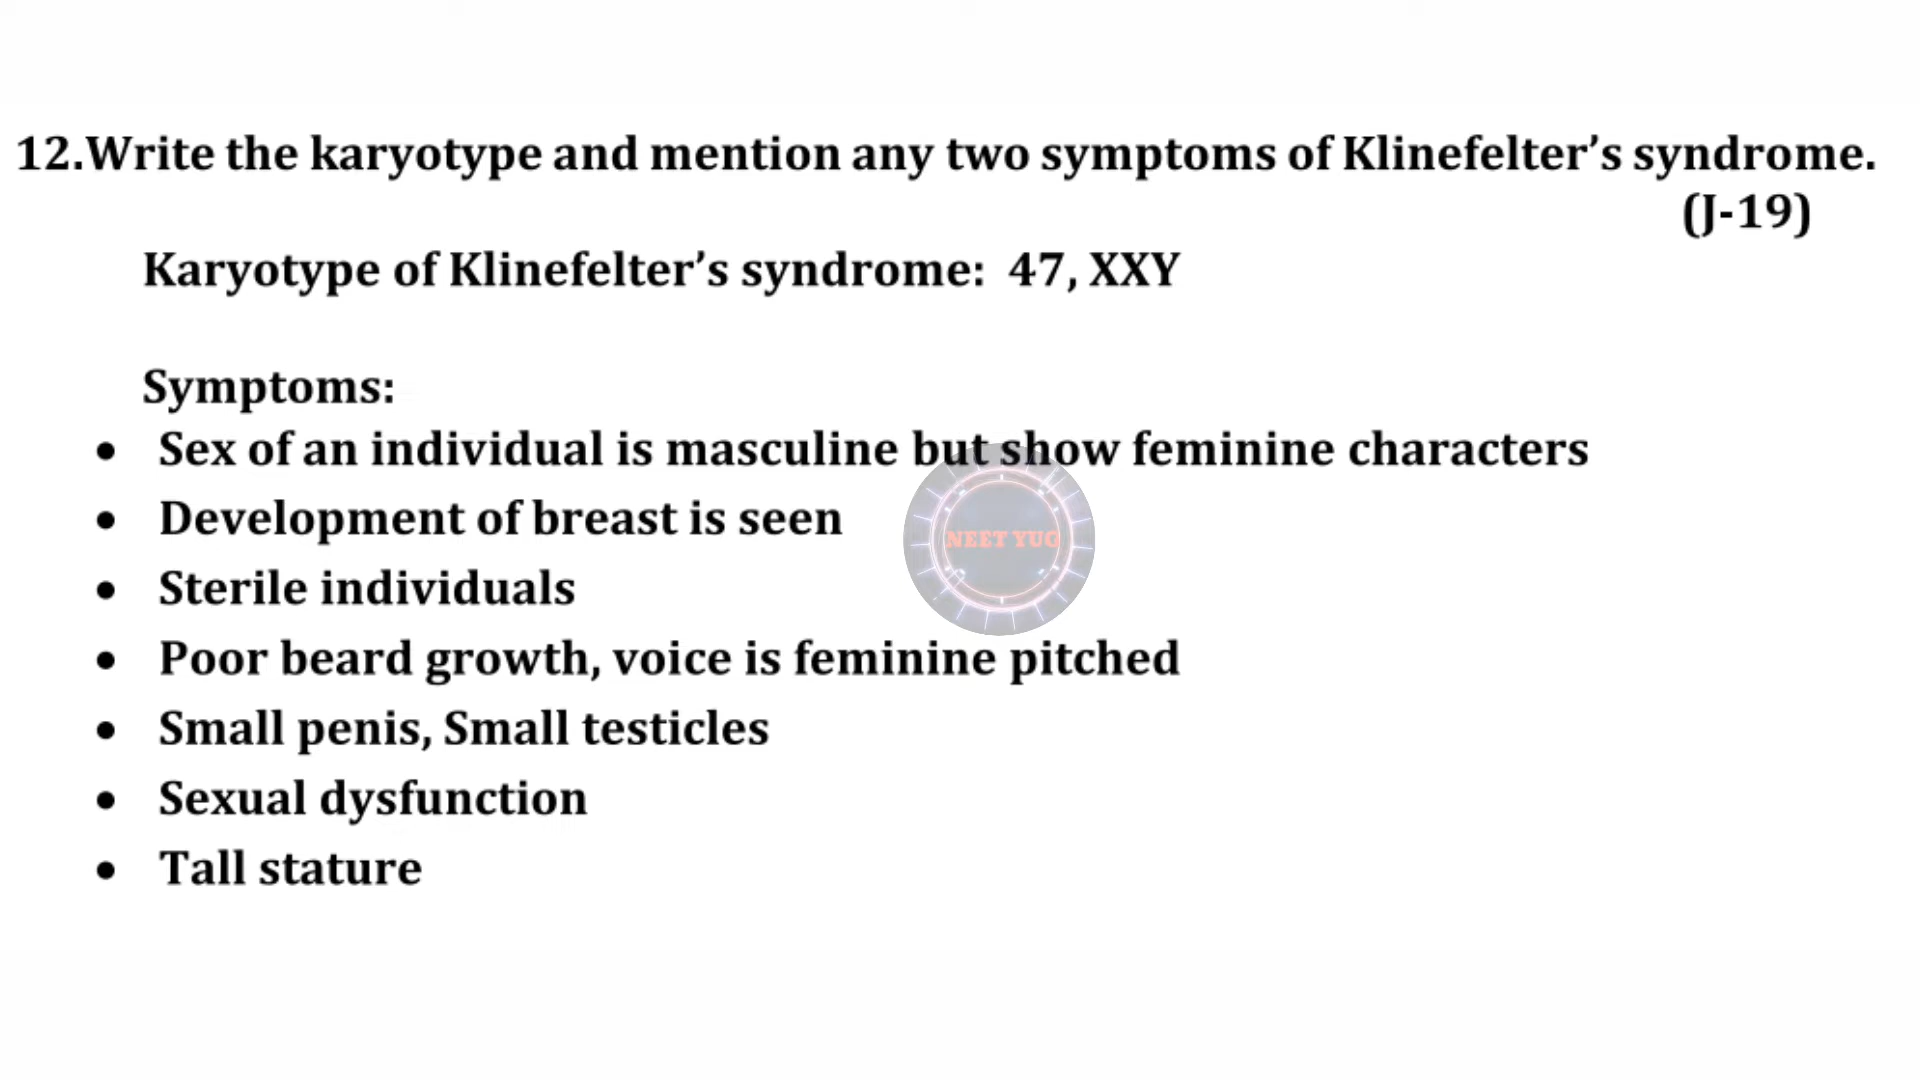 12.Write the karyotype and mention any two symptoms of Klinefelter’s syndrome.
(J-19)
Karyotype of Klinefelter’s syndrome: 47, XXY
Symptoms:
• Sex of an individual is masculine but show feminine characters
• Development of breast is seen
NEET YUG
• Sterile individuals
• Poor beard growth, voice is feminine pitched
• Small penis, Small testicles
• Sexual dysfunction
• Tall stature